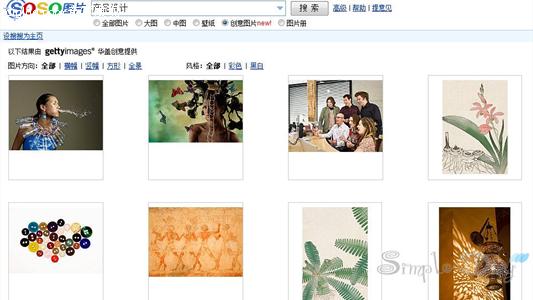 SOSO图片 产品设计 搜 索 高级 | 帮助 | 提意见
全部图片 大图 中图 壁纸 创意图片new! 图片册
设搜搜为主页
以下结果由 gettyimages® 华盖创意提供
图片方向: 全部 | 横幅 | 竖幅 | 方形 | 全景 风格: 全部 | 彩色 | 黑白